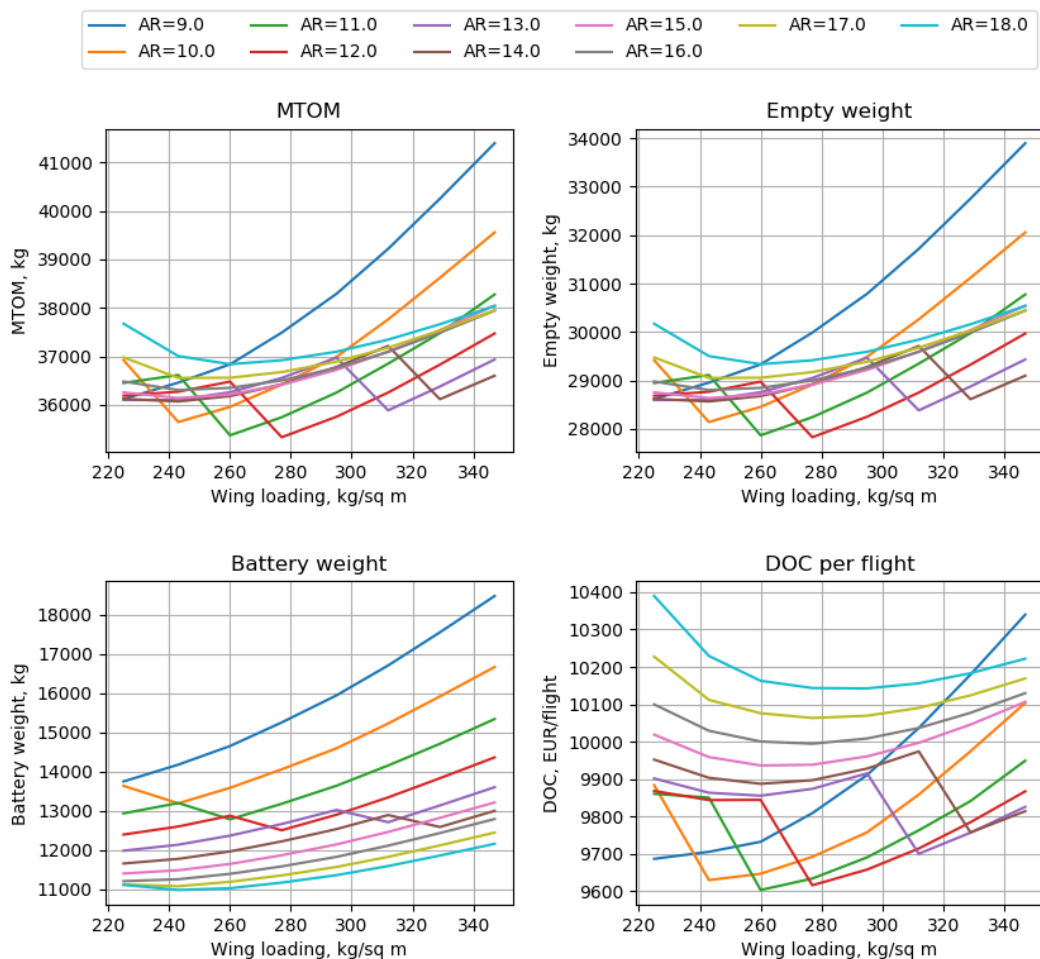 AR=9.0 AR=11.0 AR=13.0 AR=15.0 AR=17.0 AR=18.0
AR=10.0 AR=12.0 AR=14.0 AR=16.0
MTOM
41000
40000
39000
38000
37000
36000
MTOM, kg
220 240 260 280 300 320 340
Wing loading, kg/sq m
Empty weight
34000
33000
32000
31000
30000
29000
28000
Empty weight, kg
220 240 260 280 300 320 340
Wing loading, kg/sq m
Battery weight
18000
17000
16000
15000
14000
13000
12000
11000
Battery weight, kg
220 240 260 280 300 320 340
Wing loading, kg/sq m
DOC per flight
10400
10300
10200
10100
10000
9900
9800
9700
9600
DOC, EUR/flight
220 240 260 280 300 320 340
Wing loading, kg/sq m